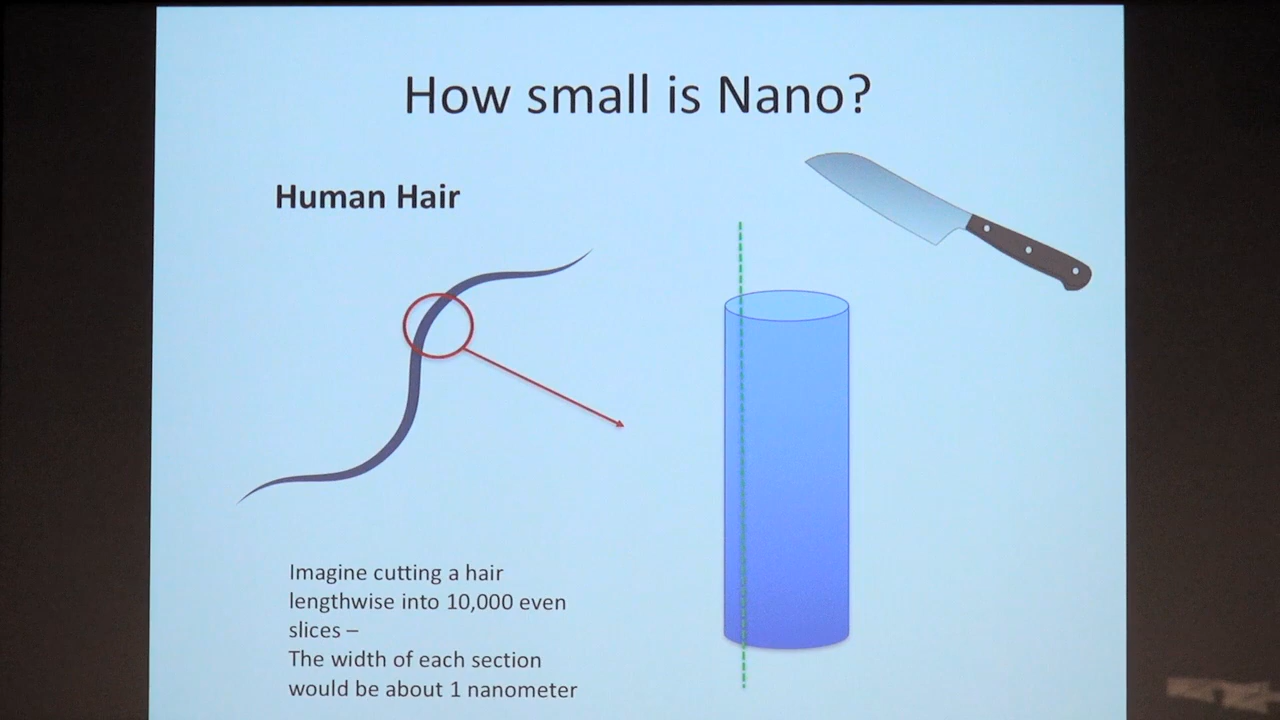 How small is Nano?
Human Hair
Imagine cutting a hair
lengthwise into 10,000 even
slices –
The width of each section
would be about 1 nanometer